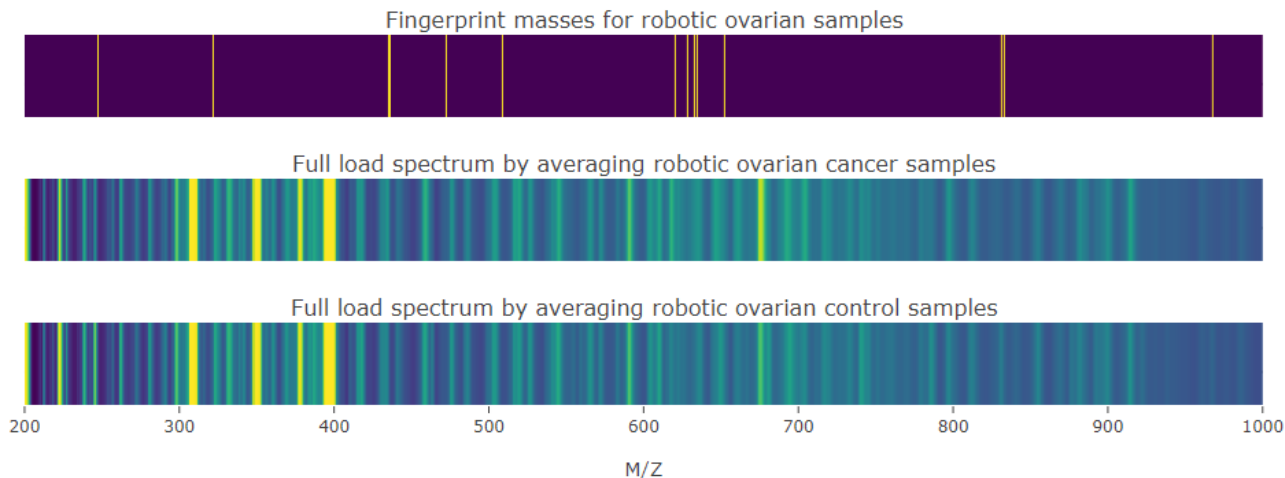 Fingerprint masses for robotic ovarian samples
Full load spectrum by averaging robotic ovarian cancer samples
Full load spectrum by averaging robotic ovarian control samples
200 300 400 500 600 700 800 900 1000
M/Z